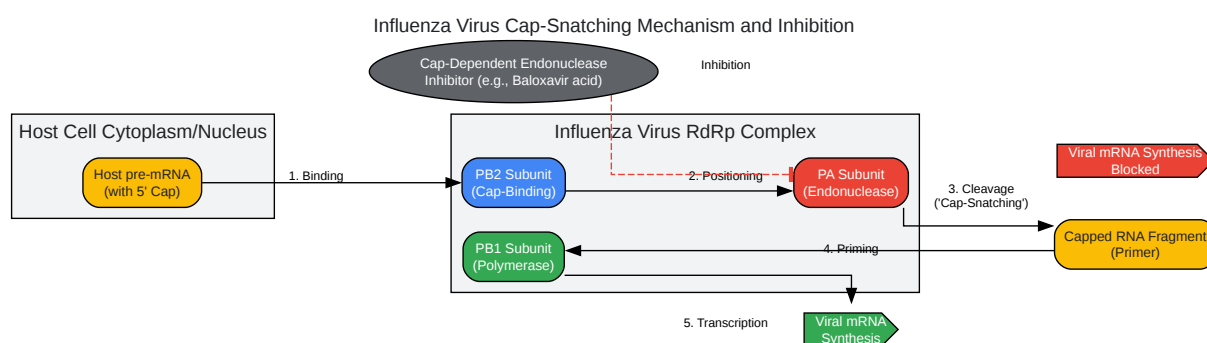 Influenza Virus Cap-Snatching Mechanism and Inhibition
Cap-Dependent Endonuclease
Inhibitor (e.g., Baloxavir acid)
Inhibition
Host Cell Cytoplasm/Nucleus
Host pre-mRNA
(with 5' Cap)
1. Binding
Influenza Virus RdRp Complex
PB2 Subunit
(Cap-Binding)
2. Positioning
PA Subunit
(Endonuclease)
Viral mRNA Synthesis
Blocked
3. Cleavage
('Cap-Snatching')
Capped RNA Fragment
(Primer)
4. Priming
PB1 Subunit
(Polymerase)
5. Transcription
Viral mRNA
Synthesis